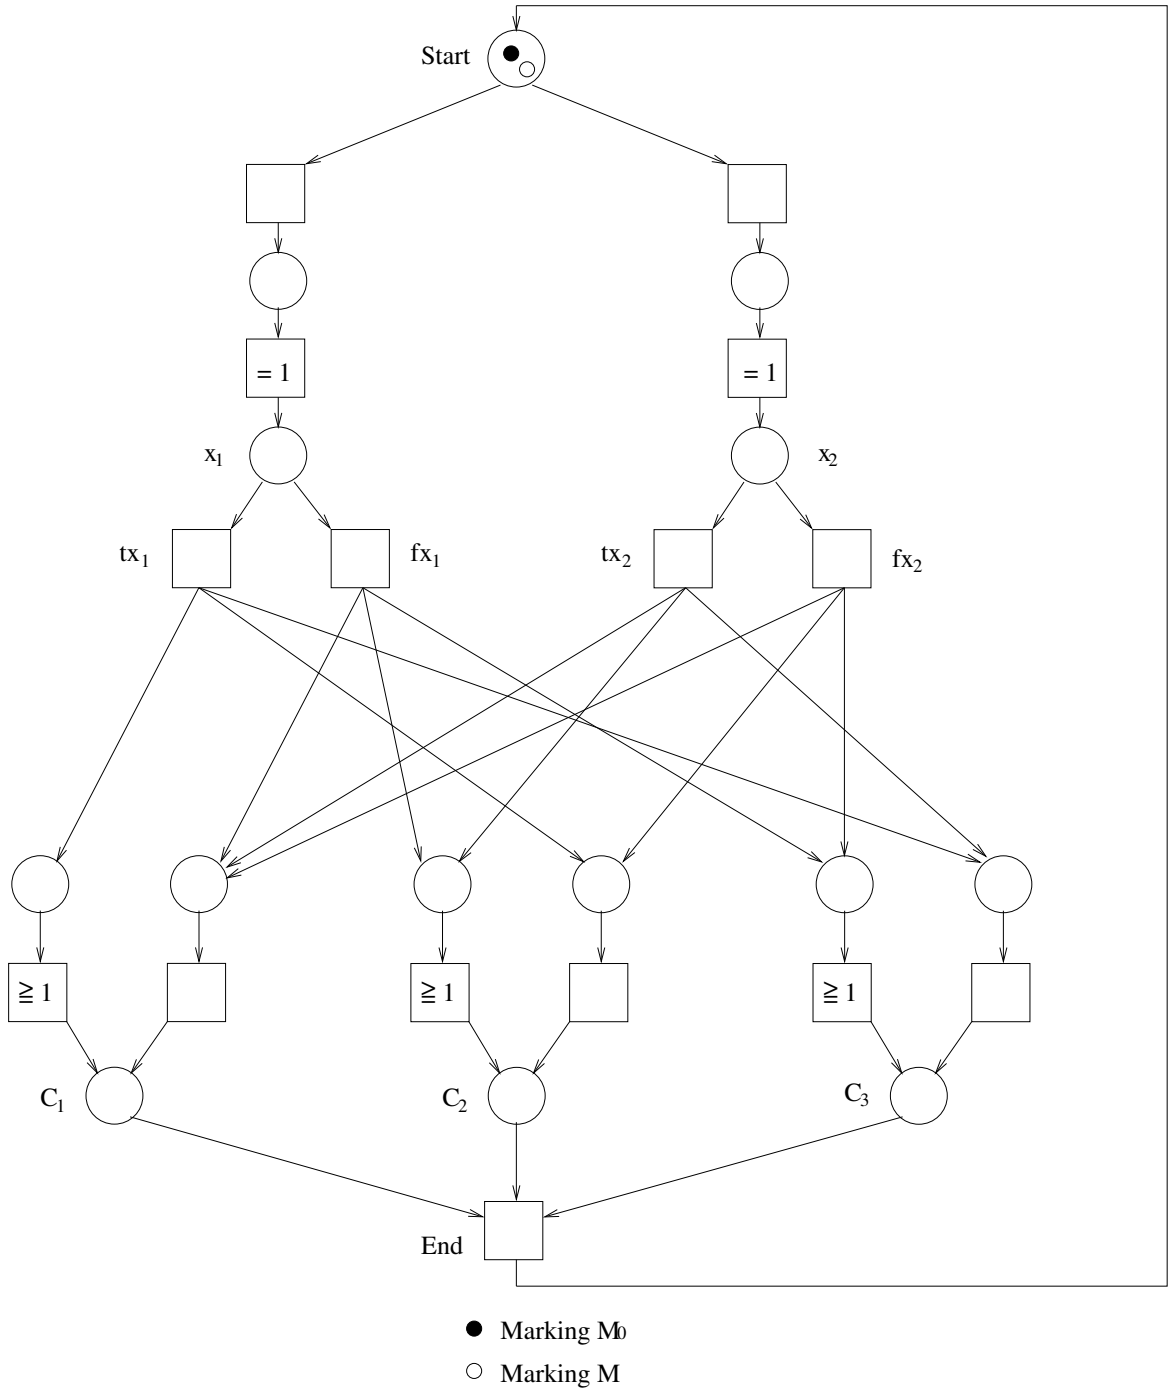 Start
= 1
= 1
x1
x2
tx1
fx1
tx2
fx2
≧ 1
≧ 1
≧ 1
C1
C2
C3
End
Marking M0
Marking M